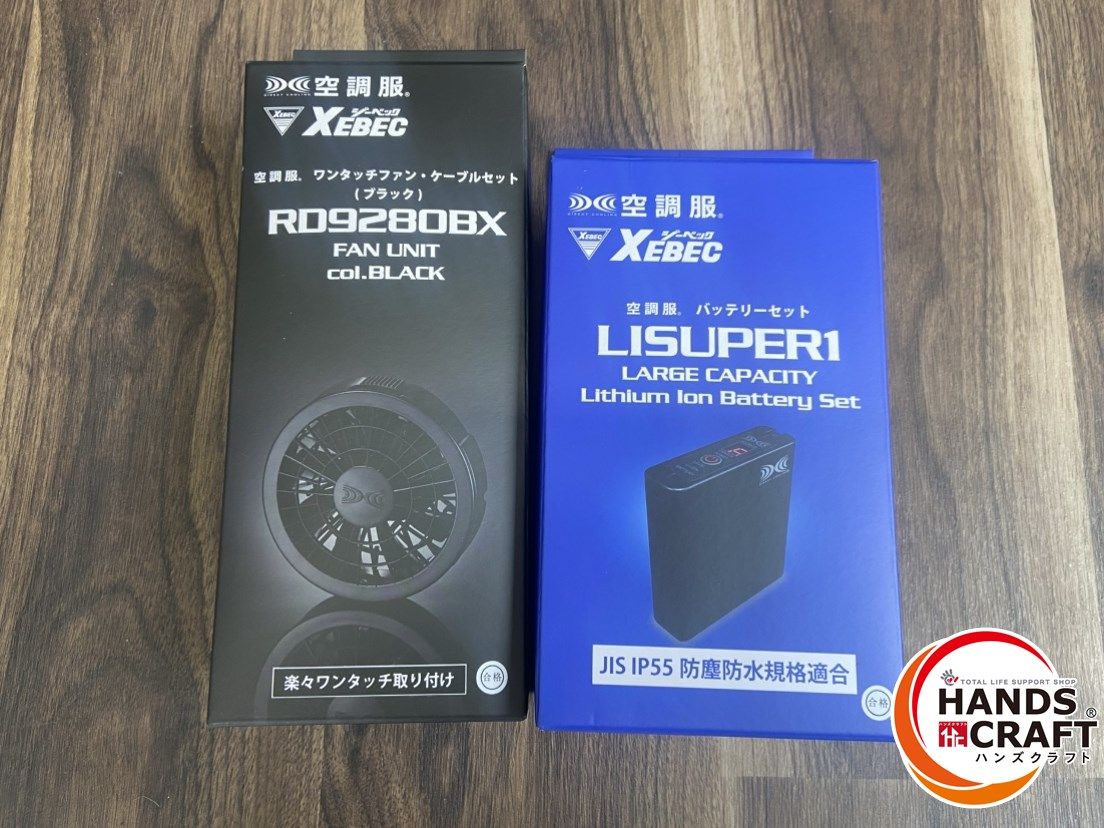 空調服®
DIRECT COOLING
XEBEC
ジーベック
XEBEC
空調服® ワンタッチファン・ケーブルセット
(ブラック)
RD9280BX
FAN UNIT
col.BLACK
楽々ワンタッチ取り付け
合格
空調服®
DIRECT COOLING
XEBEC
ジーベック
XEBEC
空調服® バッテリーセット
LISUPER1
LARGE CAPACITY
Lithium Ion Battery Set
JIS IP55 防塵防水規格適合
合格
TOTAL LIFE SUPPORT SHOP
HANDS
CRAFT®
ハンズクラフト